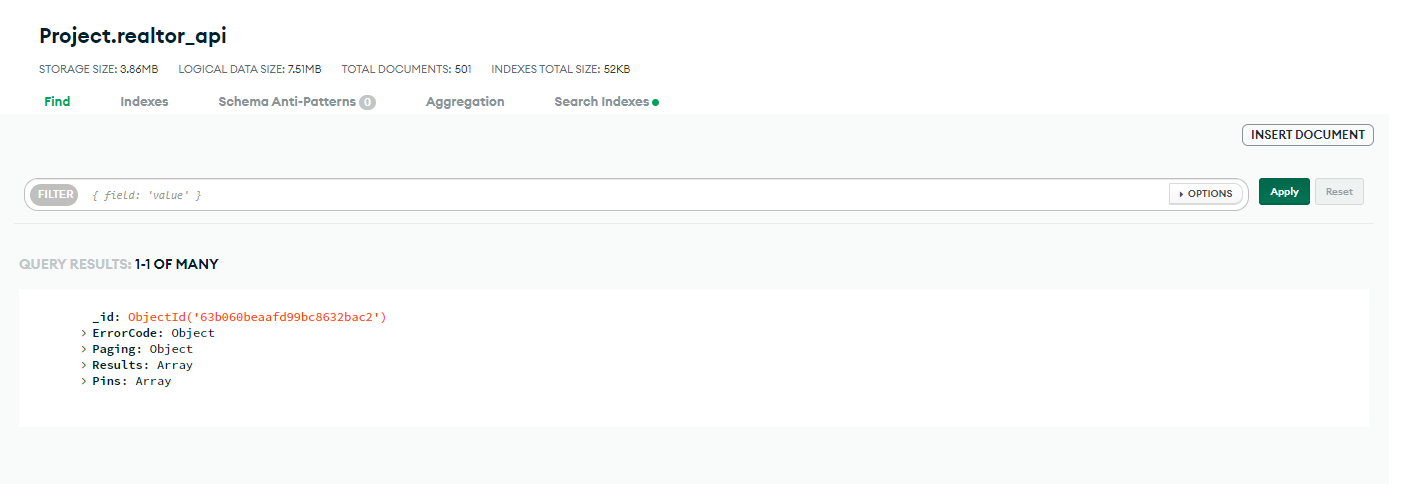 Project.realtor_api
STORAGE SIZE: 3.86MB LOGICAL DATA SIZE: 7.51MB TOTAL DOCUMENTS: 501 INDEXES TOTAL SIZE: 52KB
Find Indexes Schema Anti-Patterns 0 Aggregation Search Indexes
INSERT DOCUMENT
FILTER { field: 'value' } OPTIONS Apply Reset
QUERY RESULTS: 1-1 OF MANY
_id: ObjectId('63b060beaafd99bc8632bac2')
ErrorCode: Object
Paging: Object
Results: Array
Pins: Array